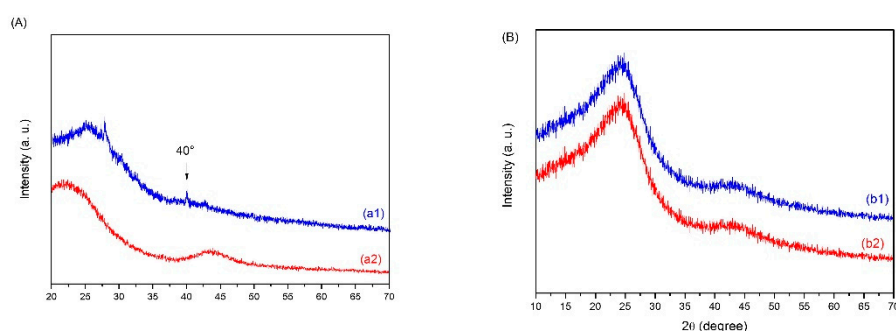 (A)
Intensity (a. u.)
40°
(a1)
(a2)
20 25 30 35 40 45 50 55 60 65 70
(B)
Intensity (a. u.)
(b1)
(b2)
10 15 20 25 30 35 40 45 50 55 60 65 70
2θ (degree)